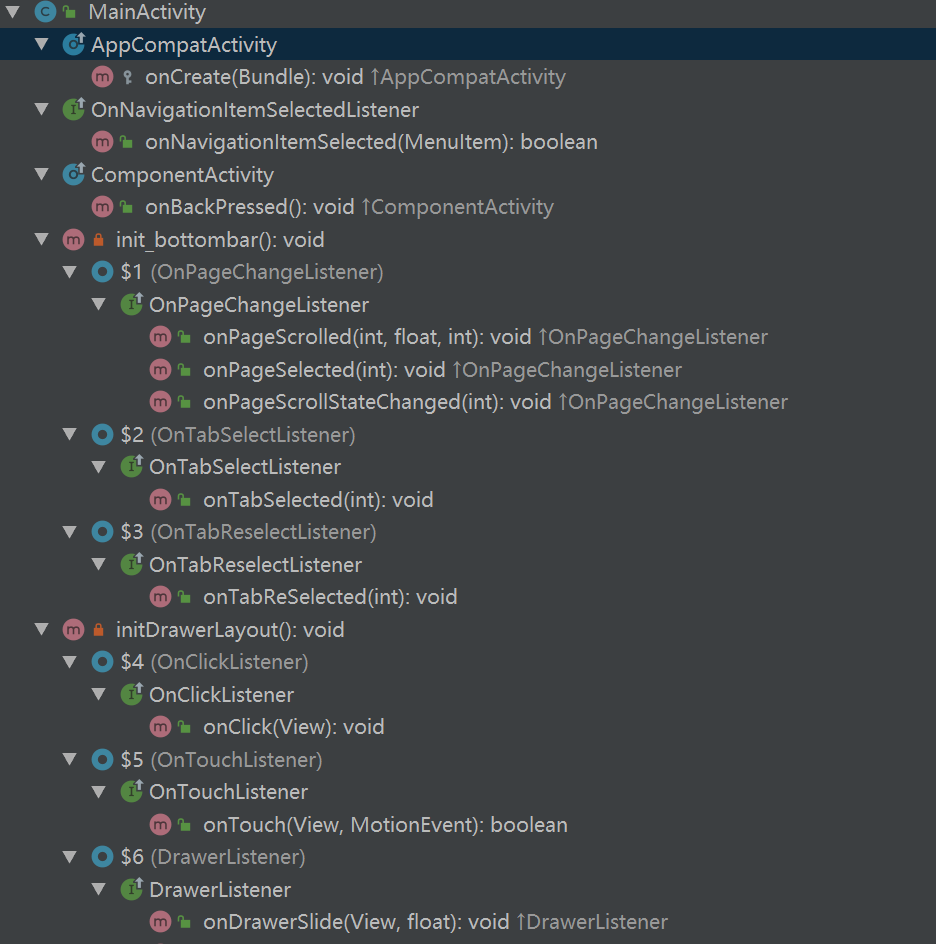 MainActivity
AppCompatActivity
onCreate(Bundle): void ↑AppCompatActivity
OnNavigationItemSelectedListener
onNavigationItemSelected(MenuItem): boolean
ComponentActivity
onBackPressed(): void ↑ComponentActivity
init_bottombar(): void
$1 (OnPageChangeListener)
OnPageChangeListener
onPageScrolled(int, float, int): void ↑OnPageChangeListener
onPageSelected(int): void ↑OnPageChangeListener
onPageScrollStateChanged(int): void ↑OnPageChangeListener
$2 (OnTabSelectListener)
OnTabSelectListener
onTabSelected(int): void
$3 (OnTabReselectListener)
OnTabReselectListener
onTabReSelected(int): void
initDrawerLayout(): void
$4 (OnClickListener)
OnClickListener
onClick(View): void
$5 (OnTouchListener)
OnTouchListener
onTouch(View, MotionEvent): boolean
$6 (DrawerListener)
DrawerListener
onDrawerSlide(View, float): void ↑DrawerListener